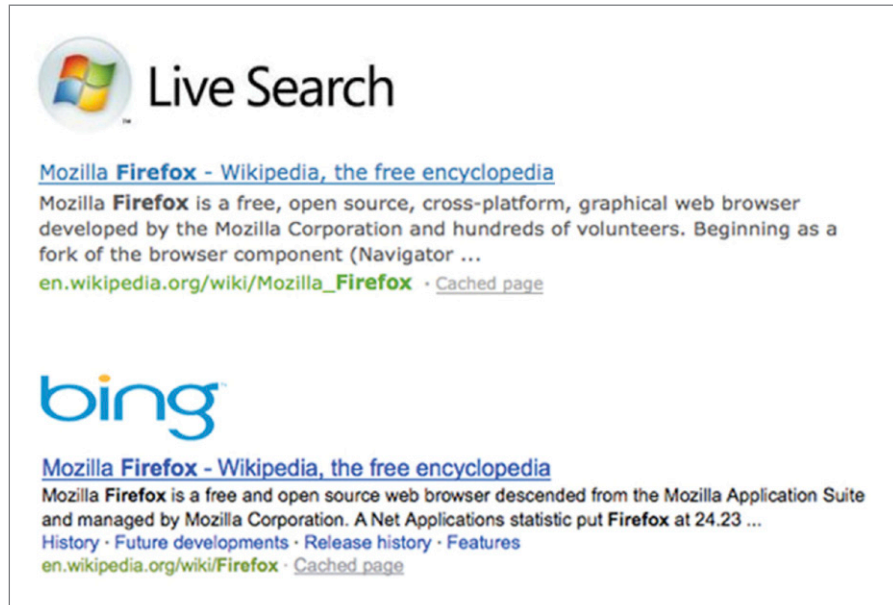 Live Search
Mozilla Firefox - Wikipedia, the free encyclopedia
Mozilla Firefox is a free, open source, cross-platform, graphical web browser
developed by the Mozilla Corporation and hundreds of volunteers. Beginning as a
fork of the browser component (Navigator ...
en.wikipedia.org/wiki/Mozilla_Firefox · Cached page
bing
Mozilla Firefox - Wikipedia, the free encyclopedia
Mozilla Firefox is a free and open source web browser descended from the Mozilla Application Suite
and managed by Mozilla Corporation. A Net Applications statistic put Firefox at 24.23 ...
History · Future developments · Release history · Features
en.wikipedia.org/wiki/Firefox · Cached page